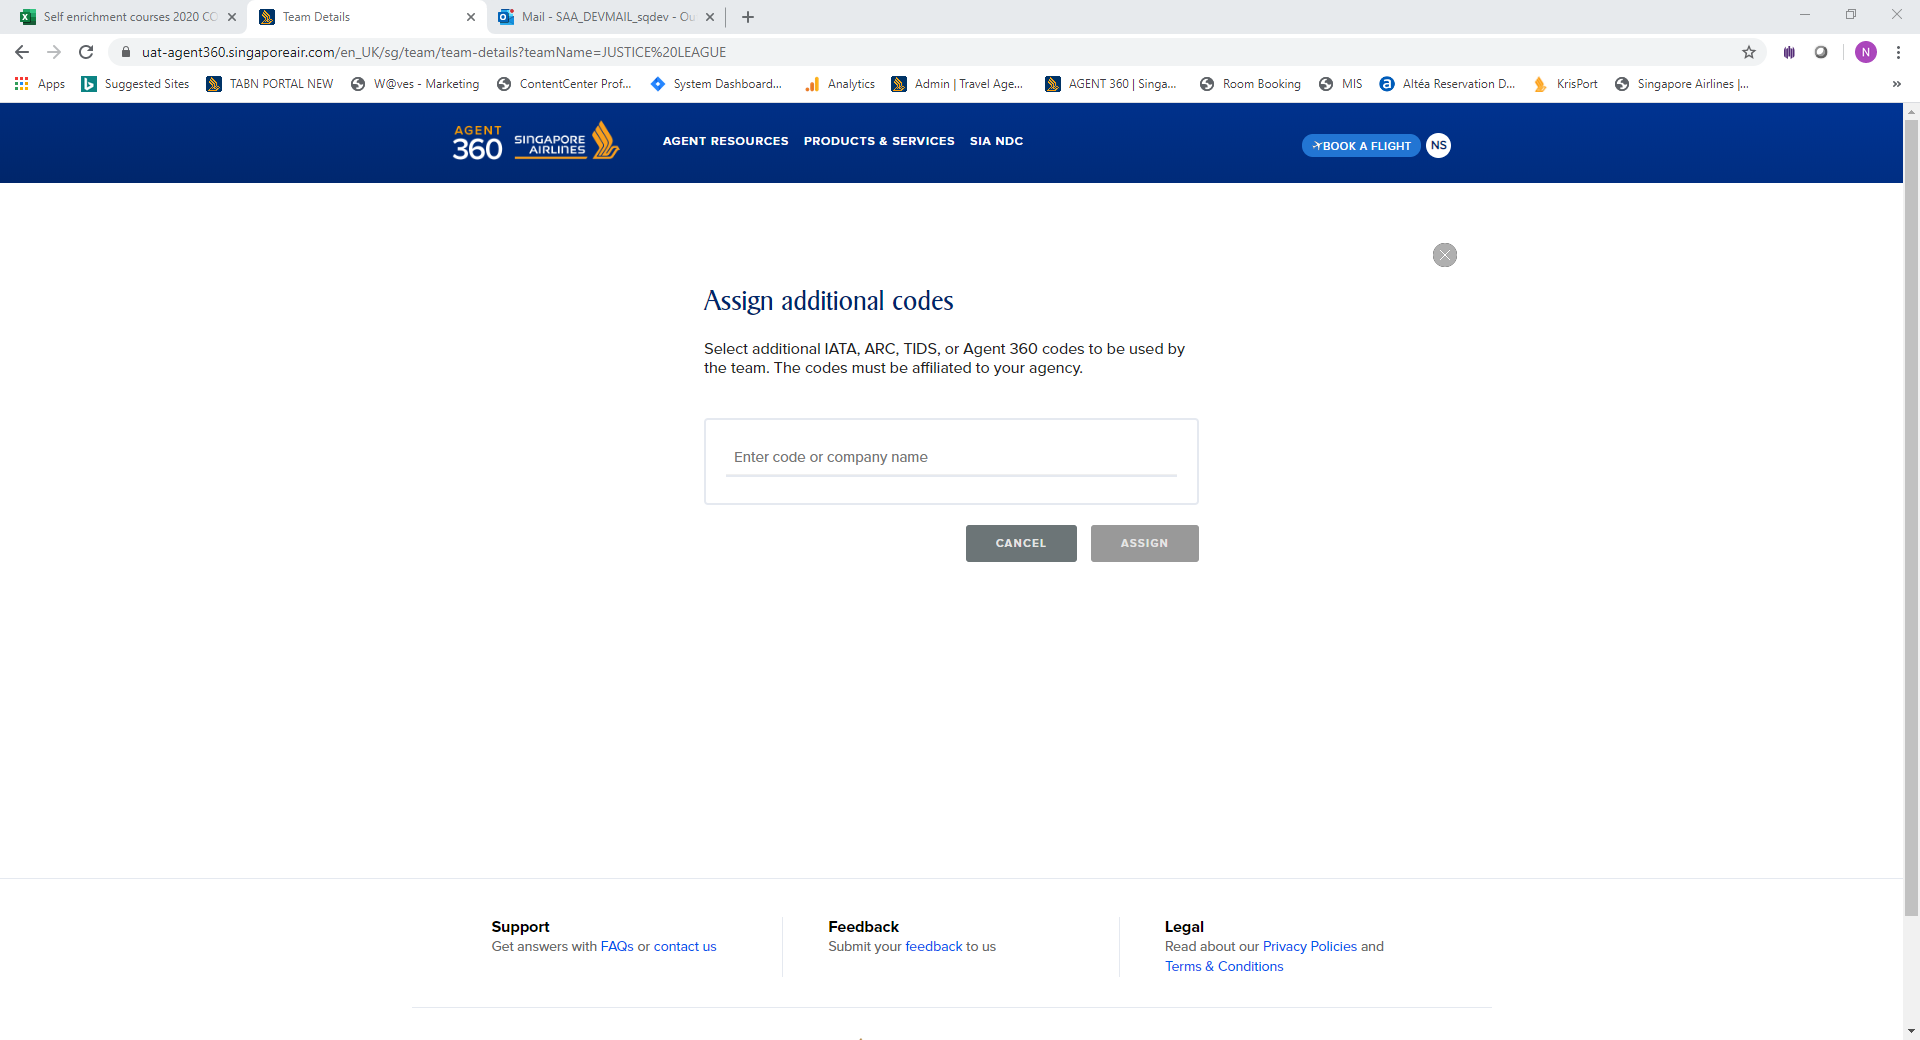 Self enrichment courses 2020 CO
Team Details
Mail - SAA_DEVMAIL_sqdev - Ou
uat-agent360.singaporeair.com/en_UK/sg/team/team-details?teamName=JUSTICE%20LEAGUE
N
Apps
Suggested Sites
TABN PORTAL NEW
W@ves - Marketing
ContentCenter Prof...
System Dashboard...
Analytics
Admin | Travel Age...
AGENT 360 | Singa...
Room Booking
MIS
Altéa Reservation D...
KrisPort
Singapore Airlines |...
»
AGENT
360
SINGAPORE
AIRLINES
AGENT RESOURCES
PRODUCTS & SERVICES
SIA NDC
BOOK A FLIGHT
NS
Assign additional codes
Select additional IATA, ARC, TIDS, or Agent 360 codes to be used by
the team. The codes must be affiliated to your agency.
Enter code or company name
CANCEL
ASSIGN
Support
Get answers with FAQs or contact us
Feedback
Submit your feedback to us
Legal
Read about our Privacy Policies and
Terms & Conditions